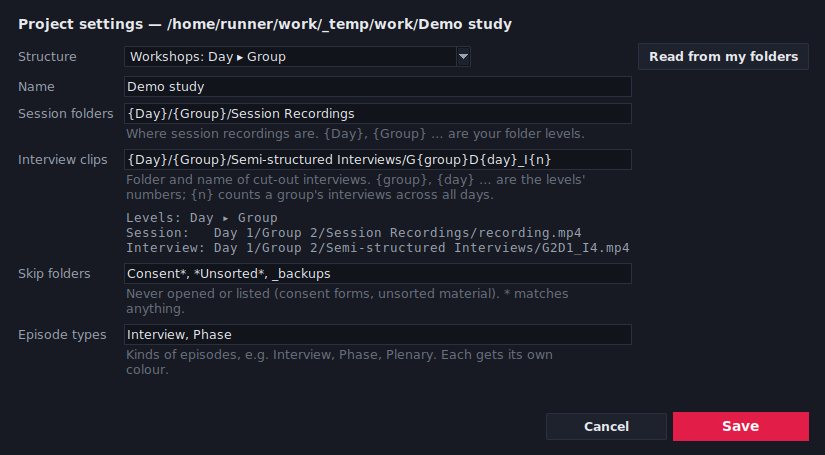 Project settings — /home/runner/work/_temp/work/Demo study
Structure
Workshops: Day ▸ Group
Read from my folders
Name
Demo study
Session folders
{Day}/{Group}/Session Recordings
Where session recordings are. {Day}, {Group} ... are your folder levels.
Interview clips
{Day}/{Group}/Semi-structured Interviews/G{group}D{day}_I{n}
Folder and name of cut-out interviews. {group}, {day} ... are the levels'
numbers; {n} counts a group's interviews across all days.
Levels: Day ▸ Group
Session:   Day 1/Group 2/Session Recordings/recording.mp4
Interview: Day 1/Group 2/Semi-structured Interviews/G2D1_I4.mp4
Skip folders
Consent*, *Unsorted*, _backups
Never opened or listed (consent forms, unsorted material). * matches
anything.
Episode types
Interview, Phase
Kinds of episodes, e.g. Interview, Phase, Plenary. Each gets its own
colour.
Cancel
Save